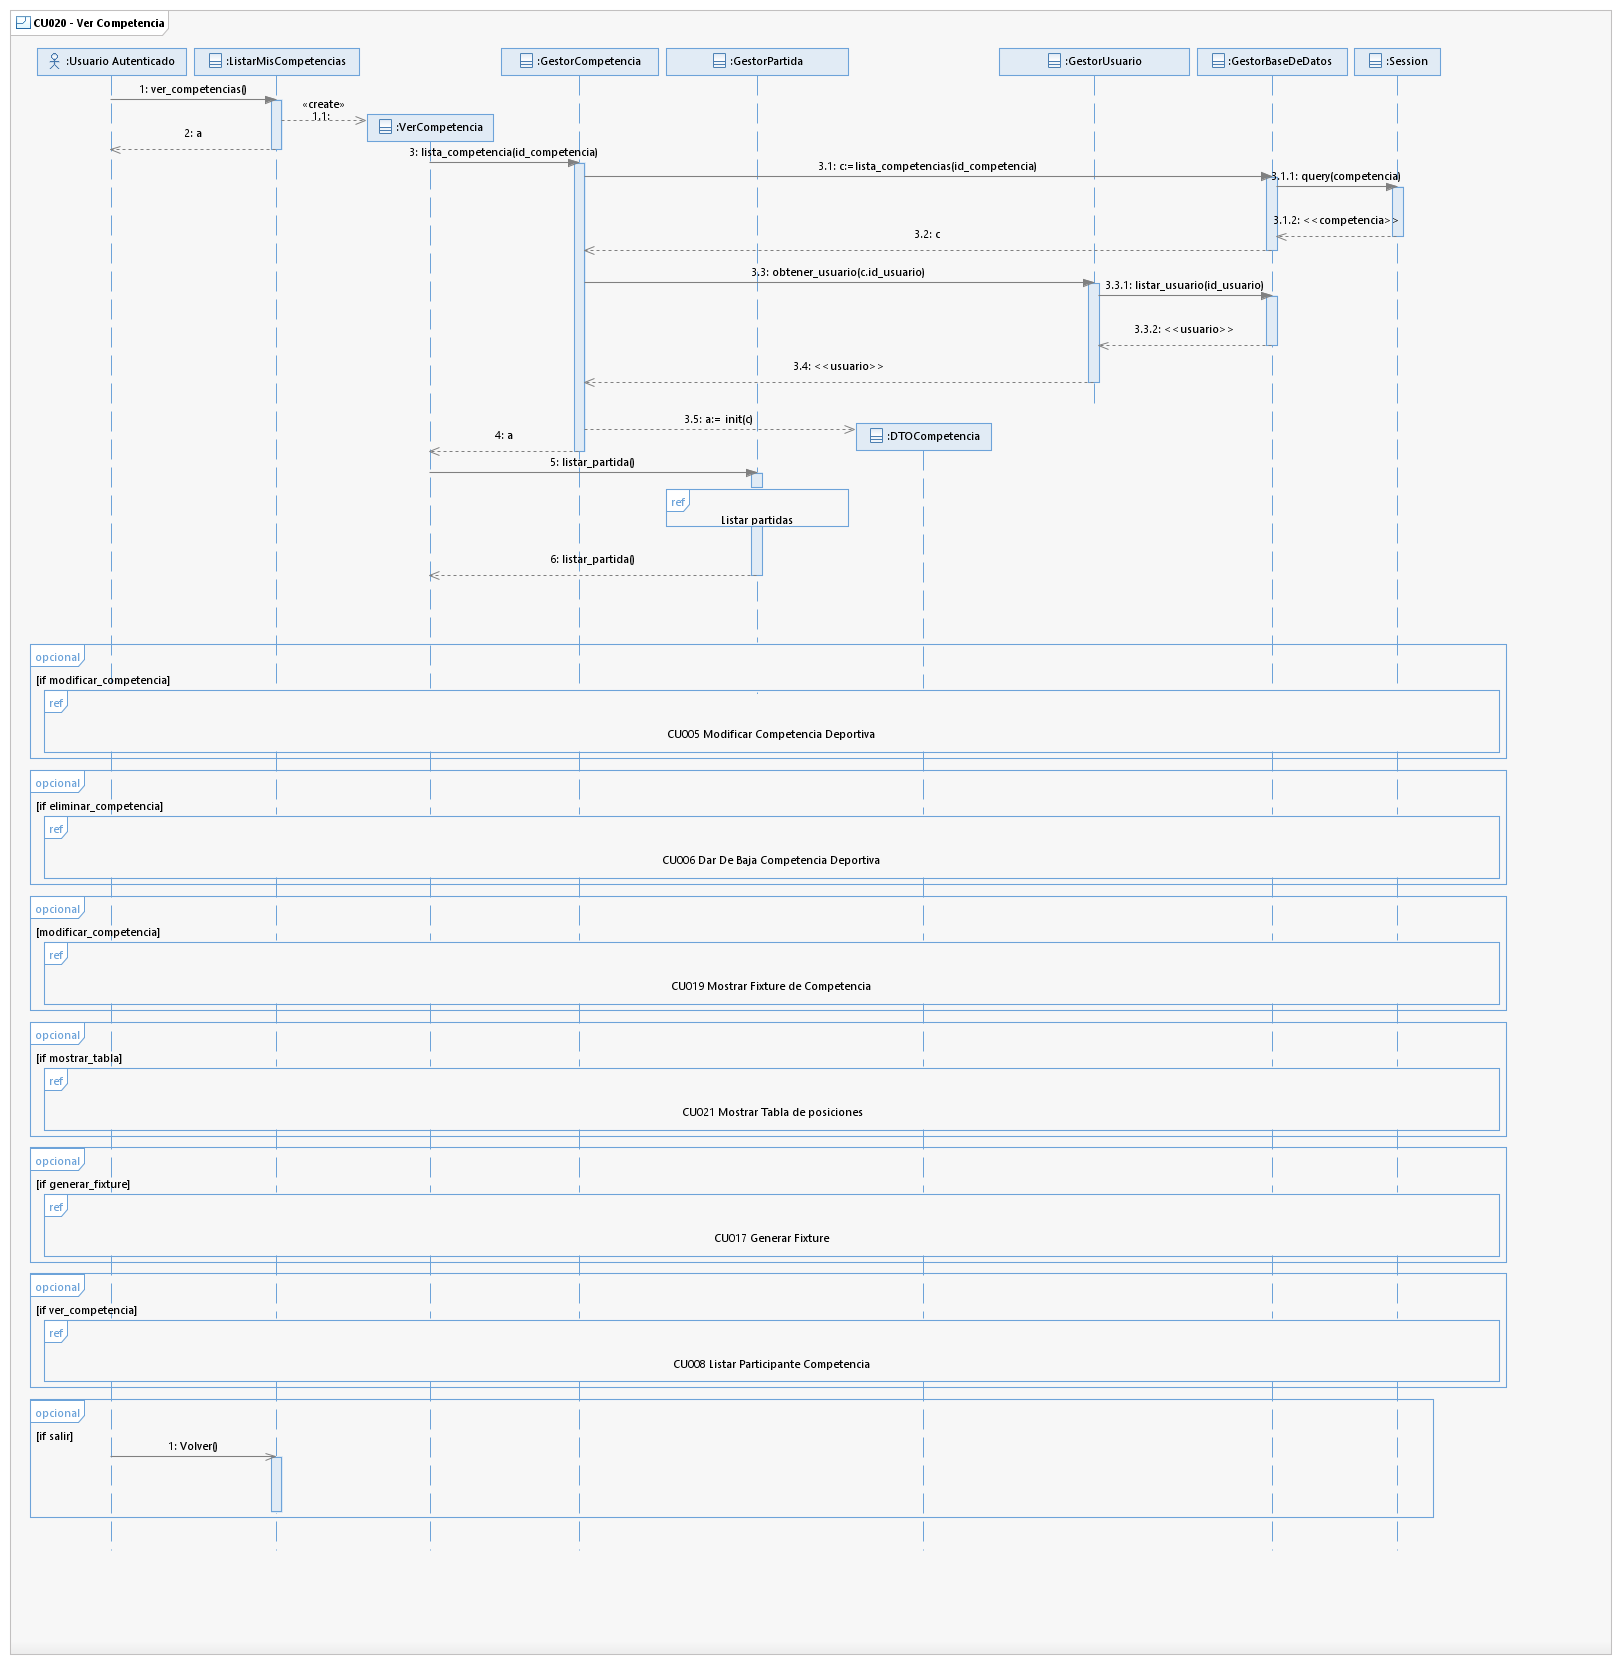 CU020 - Ver Competencia
:Usuario Autenticado
:ListarMisCompetencias
:GestorCompetencia
:GestorPartida
:GestorUsuario
:GestorBaseDeDatos
:Session
1: ver_competencias()
«create»
1.1:
:VerCompetencia
2: a
3: lista_competencia(id_competencia)
3.1: c:=lista_competencias(id_competencia)
3.1.1: query(competencia)
3.1.2: <<competencia>>
3.2: c
3.3: obtener_usuario(c.id_usuario)
3.3.1: listar_usuario(id_usuario)
3.3.2: <<usuario>>
3.4: <<usuario>>
3.5: a:= init(c)
:DTOCompetencia
4: a
5: listar_partida()
ref
Listar partidas
6: listar_partida()
opcional
[if modificar_competencia]
ref
CU005 Modificar Competencia Deportiva
opcional
[if eliminar_competencia]
ref
CU006 Dar De Baja Competencia Deportiva
opcional
[modificar_competencia]
ref
CU019 Mostrar Fixture de Competencia
opcional
[if mostrar_tabla]
ref
CU021 Mostrar Tabla de posiciones
opcional
[if generar_fixture]
ref
CU017 Generar Fixture
opcional
[if ver_competencia]
ref
CU008 Listar Participante Competencia
opcional
[if salir]
1: Volver()